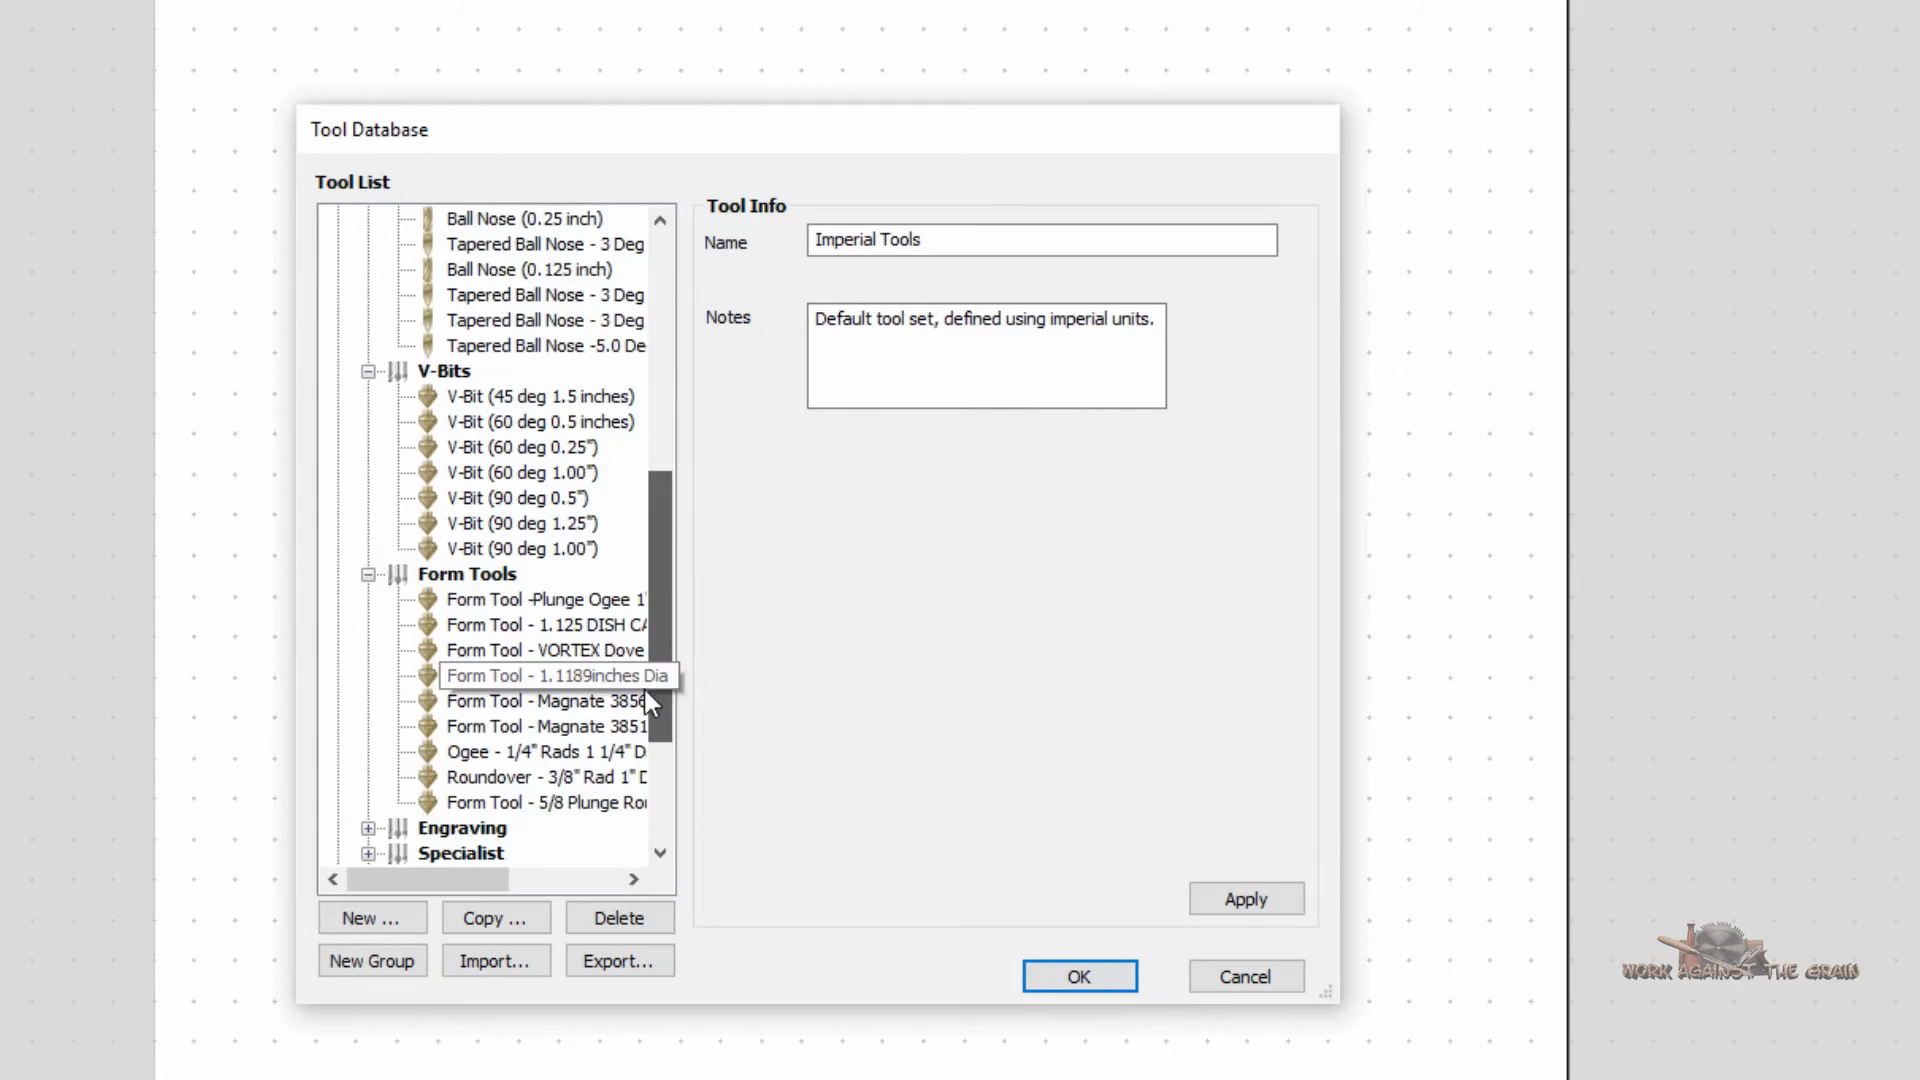 Tool Database
Tool List
Ball Nose (0.25 inch)
Tapered Ball Nose - 3 Deg
Ball Nose (0.125 inch)
Tapered Ball Nose - 3 Deg
Tapered Ball Nose - 3 Deg
Tapered Ball Nose -5.0 De
V-Bits
V-Bit (45 deg 1.5 inches)
V-Bit (60 deg 0.5 inches)
V-Bit (60 deg 0.25")
V-Bit (60 deg 1.00")
V-Bit (90 deg 0.5")
V-Bit (90 deg 1.25")
V-Bit (90 deg 1.00")
Form Tools
Form Tool -Plunge Ogee 1"
Form Tool - 1.125 DISH CA
Form Tool - VORTEX Dove
Form Tool - 1.1189inches Dia
Form Tool - Magnate 3856
Form Tool - Magnate 3851
Ogee - 1/4" Rads 1 1/4" D
Roundover - 3/8" Rad 1" D
Form Tool - 5/8 Plunge Rou
Engraving
Specialist
New ...
Copy ...
Delete
New Group
Import...
Export...
Tool Info
Name
Imperial Tools
Notes
Default tool set, defined using imperial units.
Apply
OK
Cancel
WORK AGAINST THE GRAIN